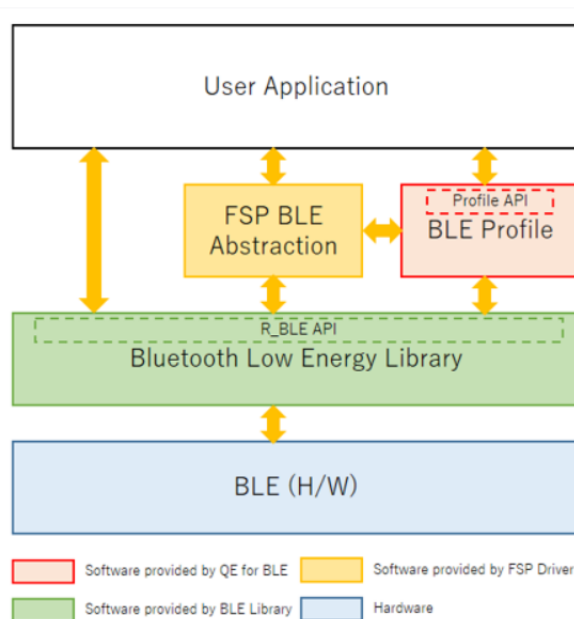 User Application
FSP BLE
Abstraction
Profile API
BLE Profile
R_BLE API
Bluetooth Low Energy Library
BLE (H/W)
Software provided by QE for BLE
Software provided by FSP Driver
Software provided by BLE Library
Hardware